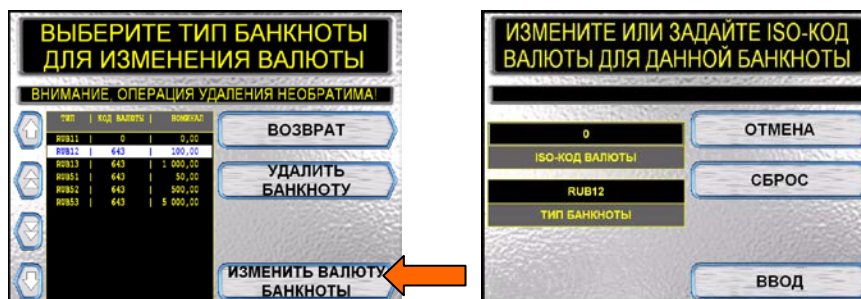 ВЫБЕРИТЕ ТИП БАНКНОТЫ
ДЛЯ ИЗМЕНЕНИЯ ВАЛЮТЫ
ВНИМАНИЕ, ОПЕРАЦИЯ УДАЛЕНИЯ НЕОБРАТИМА!
ТИП | КОД ВАЛЮТЫ | НОМИНАЛ
RUB11 | 0 | 0,00
RUB12 | 643 | 100,00
RUB13 | 643 | 1 000,00
RUB51 | 643 | 50,00
RUB52 | 643 | 500,00
RUB53 | 643 | 5 000,00
ВОЗВРАТ
УДАЛИТЬ
БАНКНОТУ
ИЗМЕНИТЬ ВАЛЮТУ
БАНКНОТЫ
ИЗМЕНИТЕ ИЛИ ЗАДАЙТЕ ISO-КОД
ВАЛЮТЫ ДЛЯ ДАННОЙ БАНКНОТЫ
0
ISO-КОД ВАЛЮТЫ
RUB12
ТИП БАНКНОТЫ
ОТМЕНА
СБРОС
ВВОД